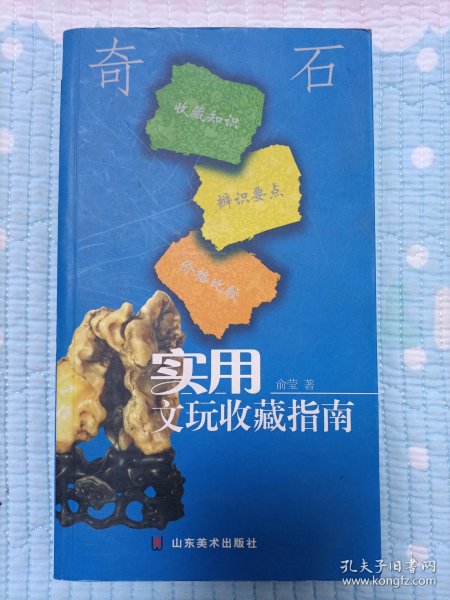 奇石
收藏知识
辨识要点
价格比较
实用
俞莹 著
文玩收藏指南
山东美术出版社
孔夫子旧书网
www.kongfz.com